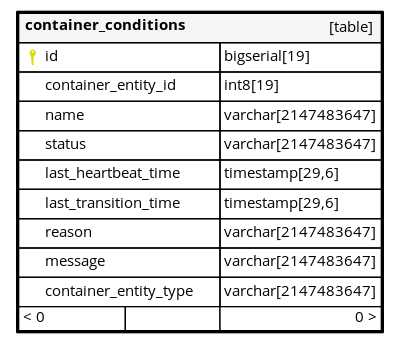 container_conditions [table]
id bigserial[19]
container_entity_id int8[19]
name varchar[2147483647]
status varchar[2147483647]
last_heartbeat_time timestamp[29,6]
last_transition_time timestamp[29,6]
reason varchar[2147483647]
message varchar[2147483647]
container_entity_type varchar[2147483647]
< 0 0 >